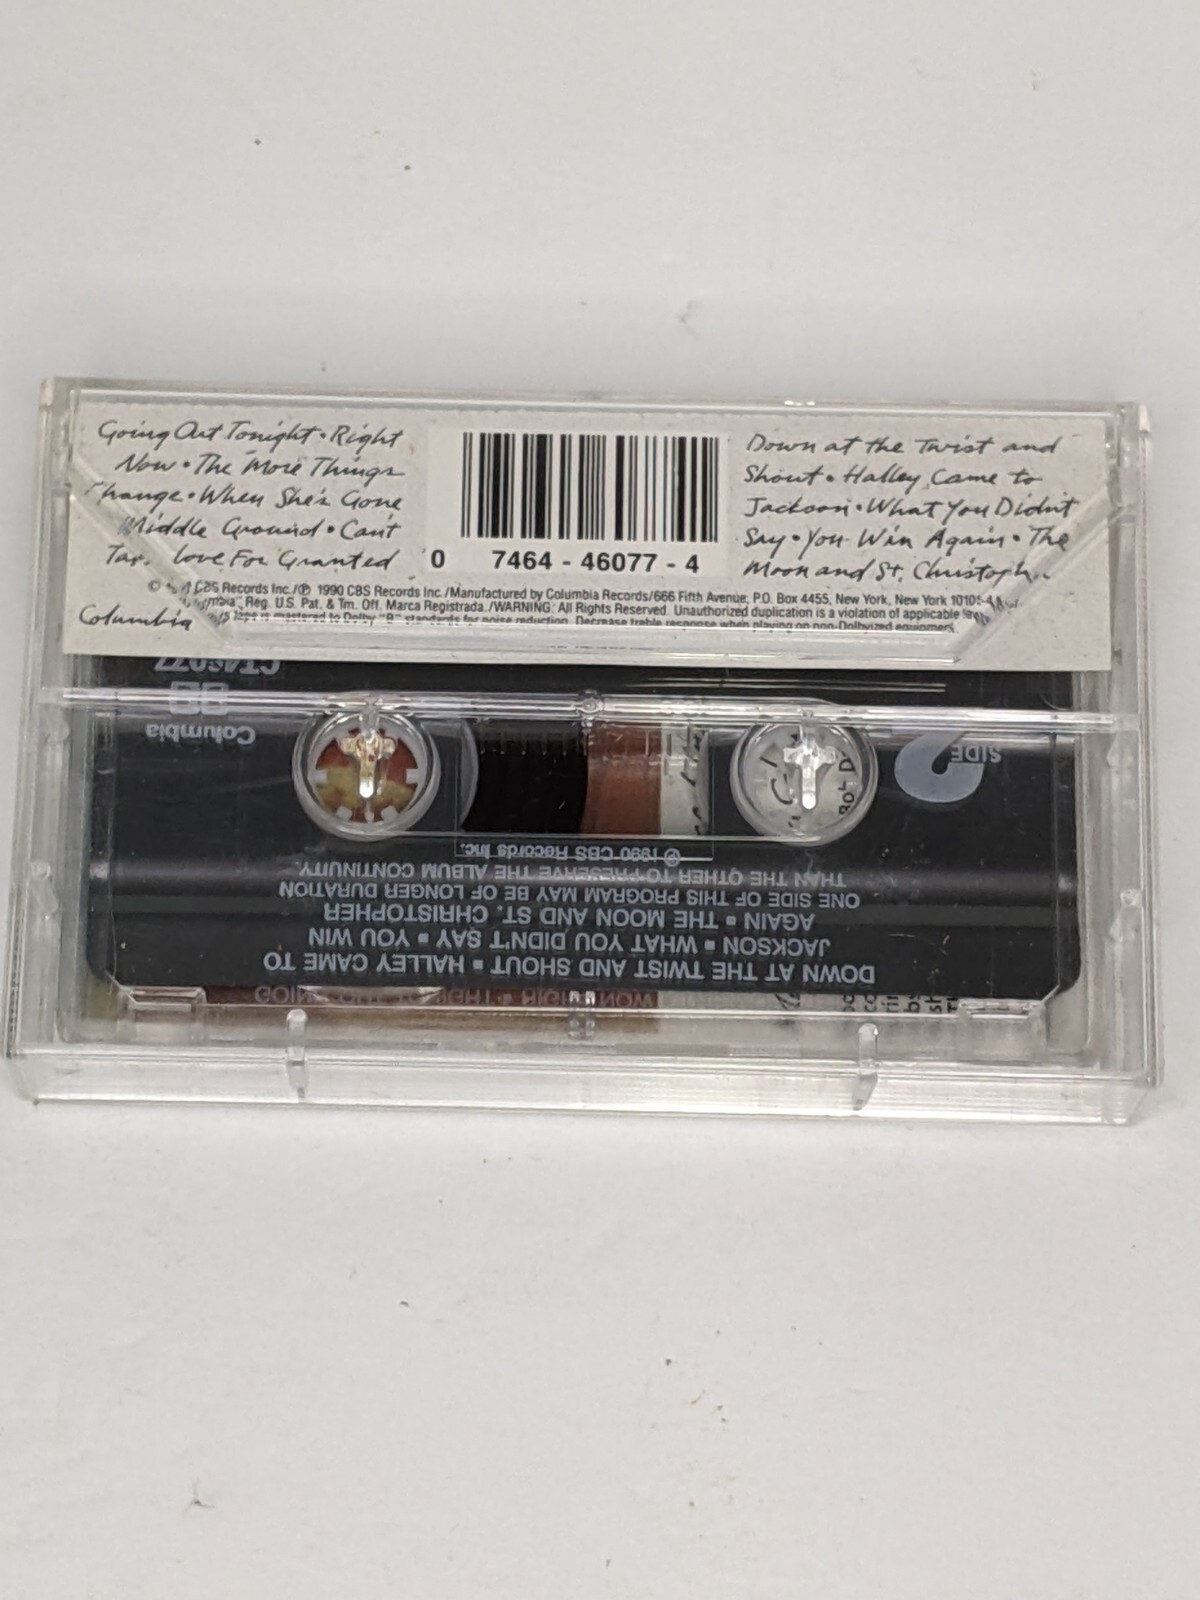 Going Out Tonight • Right
Now • The More Things
Change • When She's Gone
Middle Ground • Can't
Love For Granted
Columbia
0 7464 - 46077 - 4
Down at the Twist and
Shout • Halley Came to
Jackson • What You Didn't
Say • You Win Again • The
Moon and St.
CBS Records Inc./℗ 1990 CBS Records Inc./Manufactured by Columbia Records/666 Fifth Avenue, P.O. Box 4455, New York, New York
Reg. U.S. Pat. & Tm. Off. Marca Registrada./WARNING: All Rights Reserved. Unauthorized duplication is a violation of applicable
tape is mastered to Dolby "B" standards for noise reduction. Decrease treble response when playing on non-Dolbyized equipment.
CT46077
Columbia
SIDE
2
℗ 1990 CBS Records Inc.
DOWN AT THE TWIST AND SHOUT ▪ HALLEY CAME TO
JACKSON ▪ WHAT YOU DIDN'T SAY ▪ YOU WIN
AGAIN ▪ THE MOON AND ST. CHRISTOPHER
ONE SIDE OF THIS PROGRAM MAY BE OF LONGER DURATION
THAN THE OTHER TO PRESERVE THE ALBUM CONTINUITY.